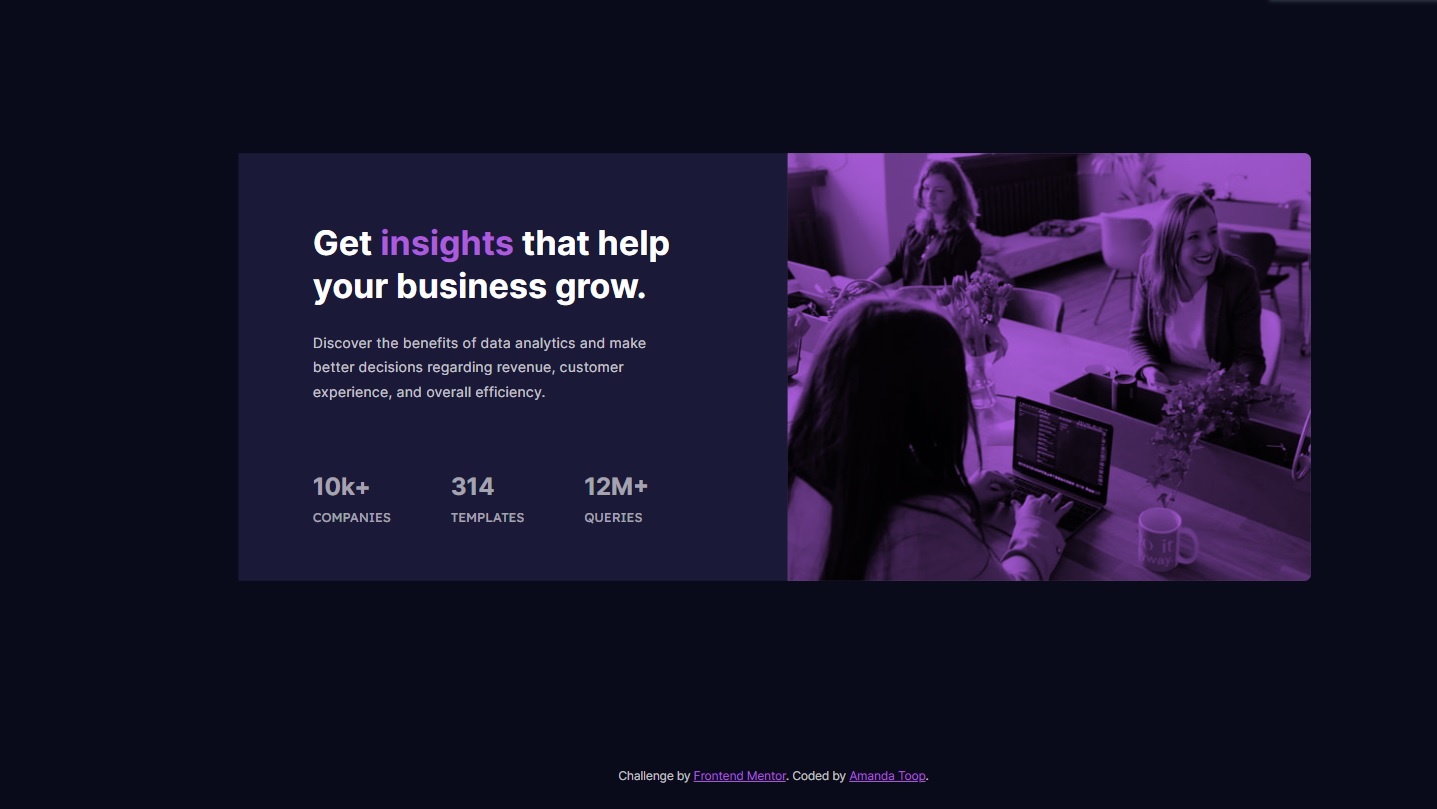 Get insights that help
your business grow.
Discover the benefits of data analytics and make
better decisions regarding revenue, customer
experience, and overall efficiency.
10k+ 314 12M+
COMPANIES TEMPLATES QUERIES
Challenge by Frontend Mentor. Coded by Amanda Toop.